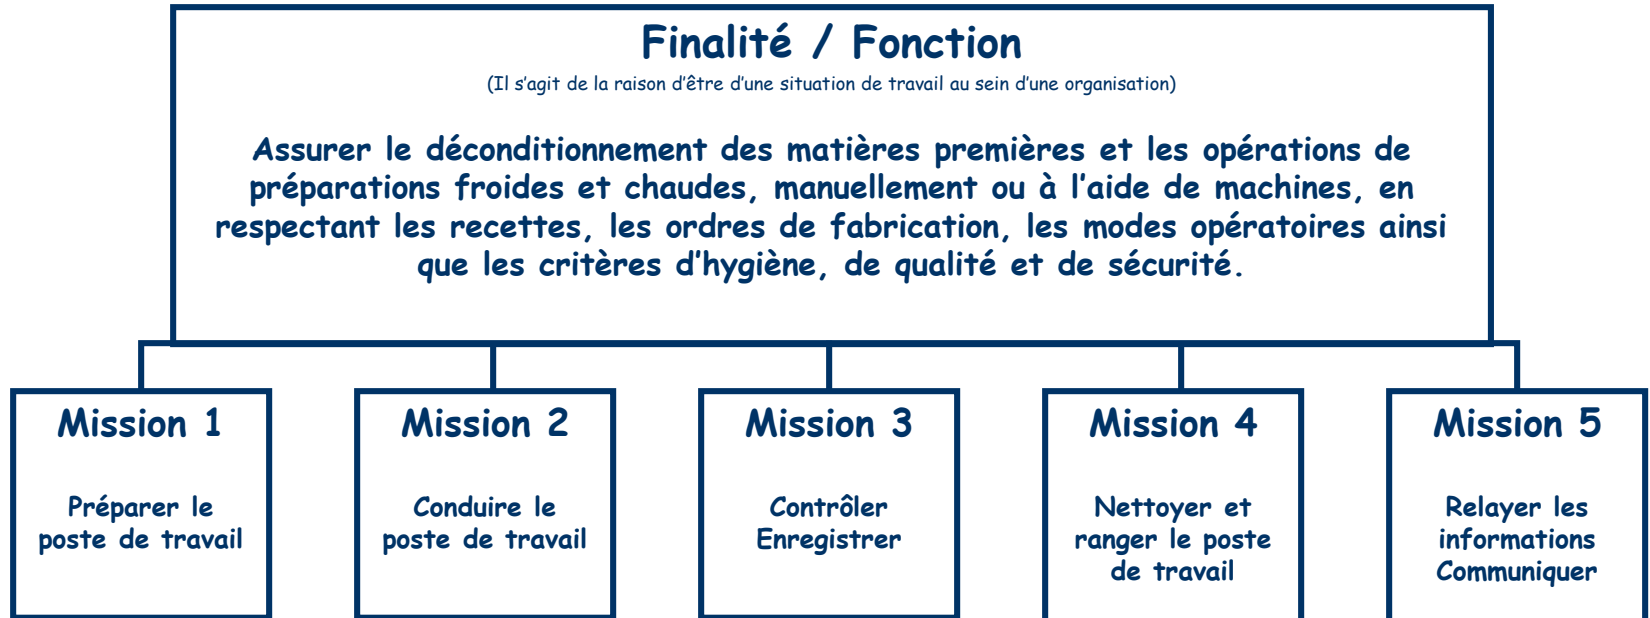 Finalité / Fonction
(Il s'agit de la raison d'être d'une situation de travail au sein d'une organisation)
Assurer le déconditionnement des matières premières et les opérations de
préparations froides et chaudes, manuellement ou à l'aide de machines, en
respectant les recettes, les ordres de fabrication, les modes opératoires ainsi
que les critères d'hygiène, de qualité et de sécurité.
Mission 1
Préparer le
poste de travail
Mission 2
Conduire le
poste de travail
Mission 3
Contrôler
Enregistrer
Mission 4
Nettoyer et
ranger le poste
de travail
Mission 5
Relayer les
informations
Communiquer